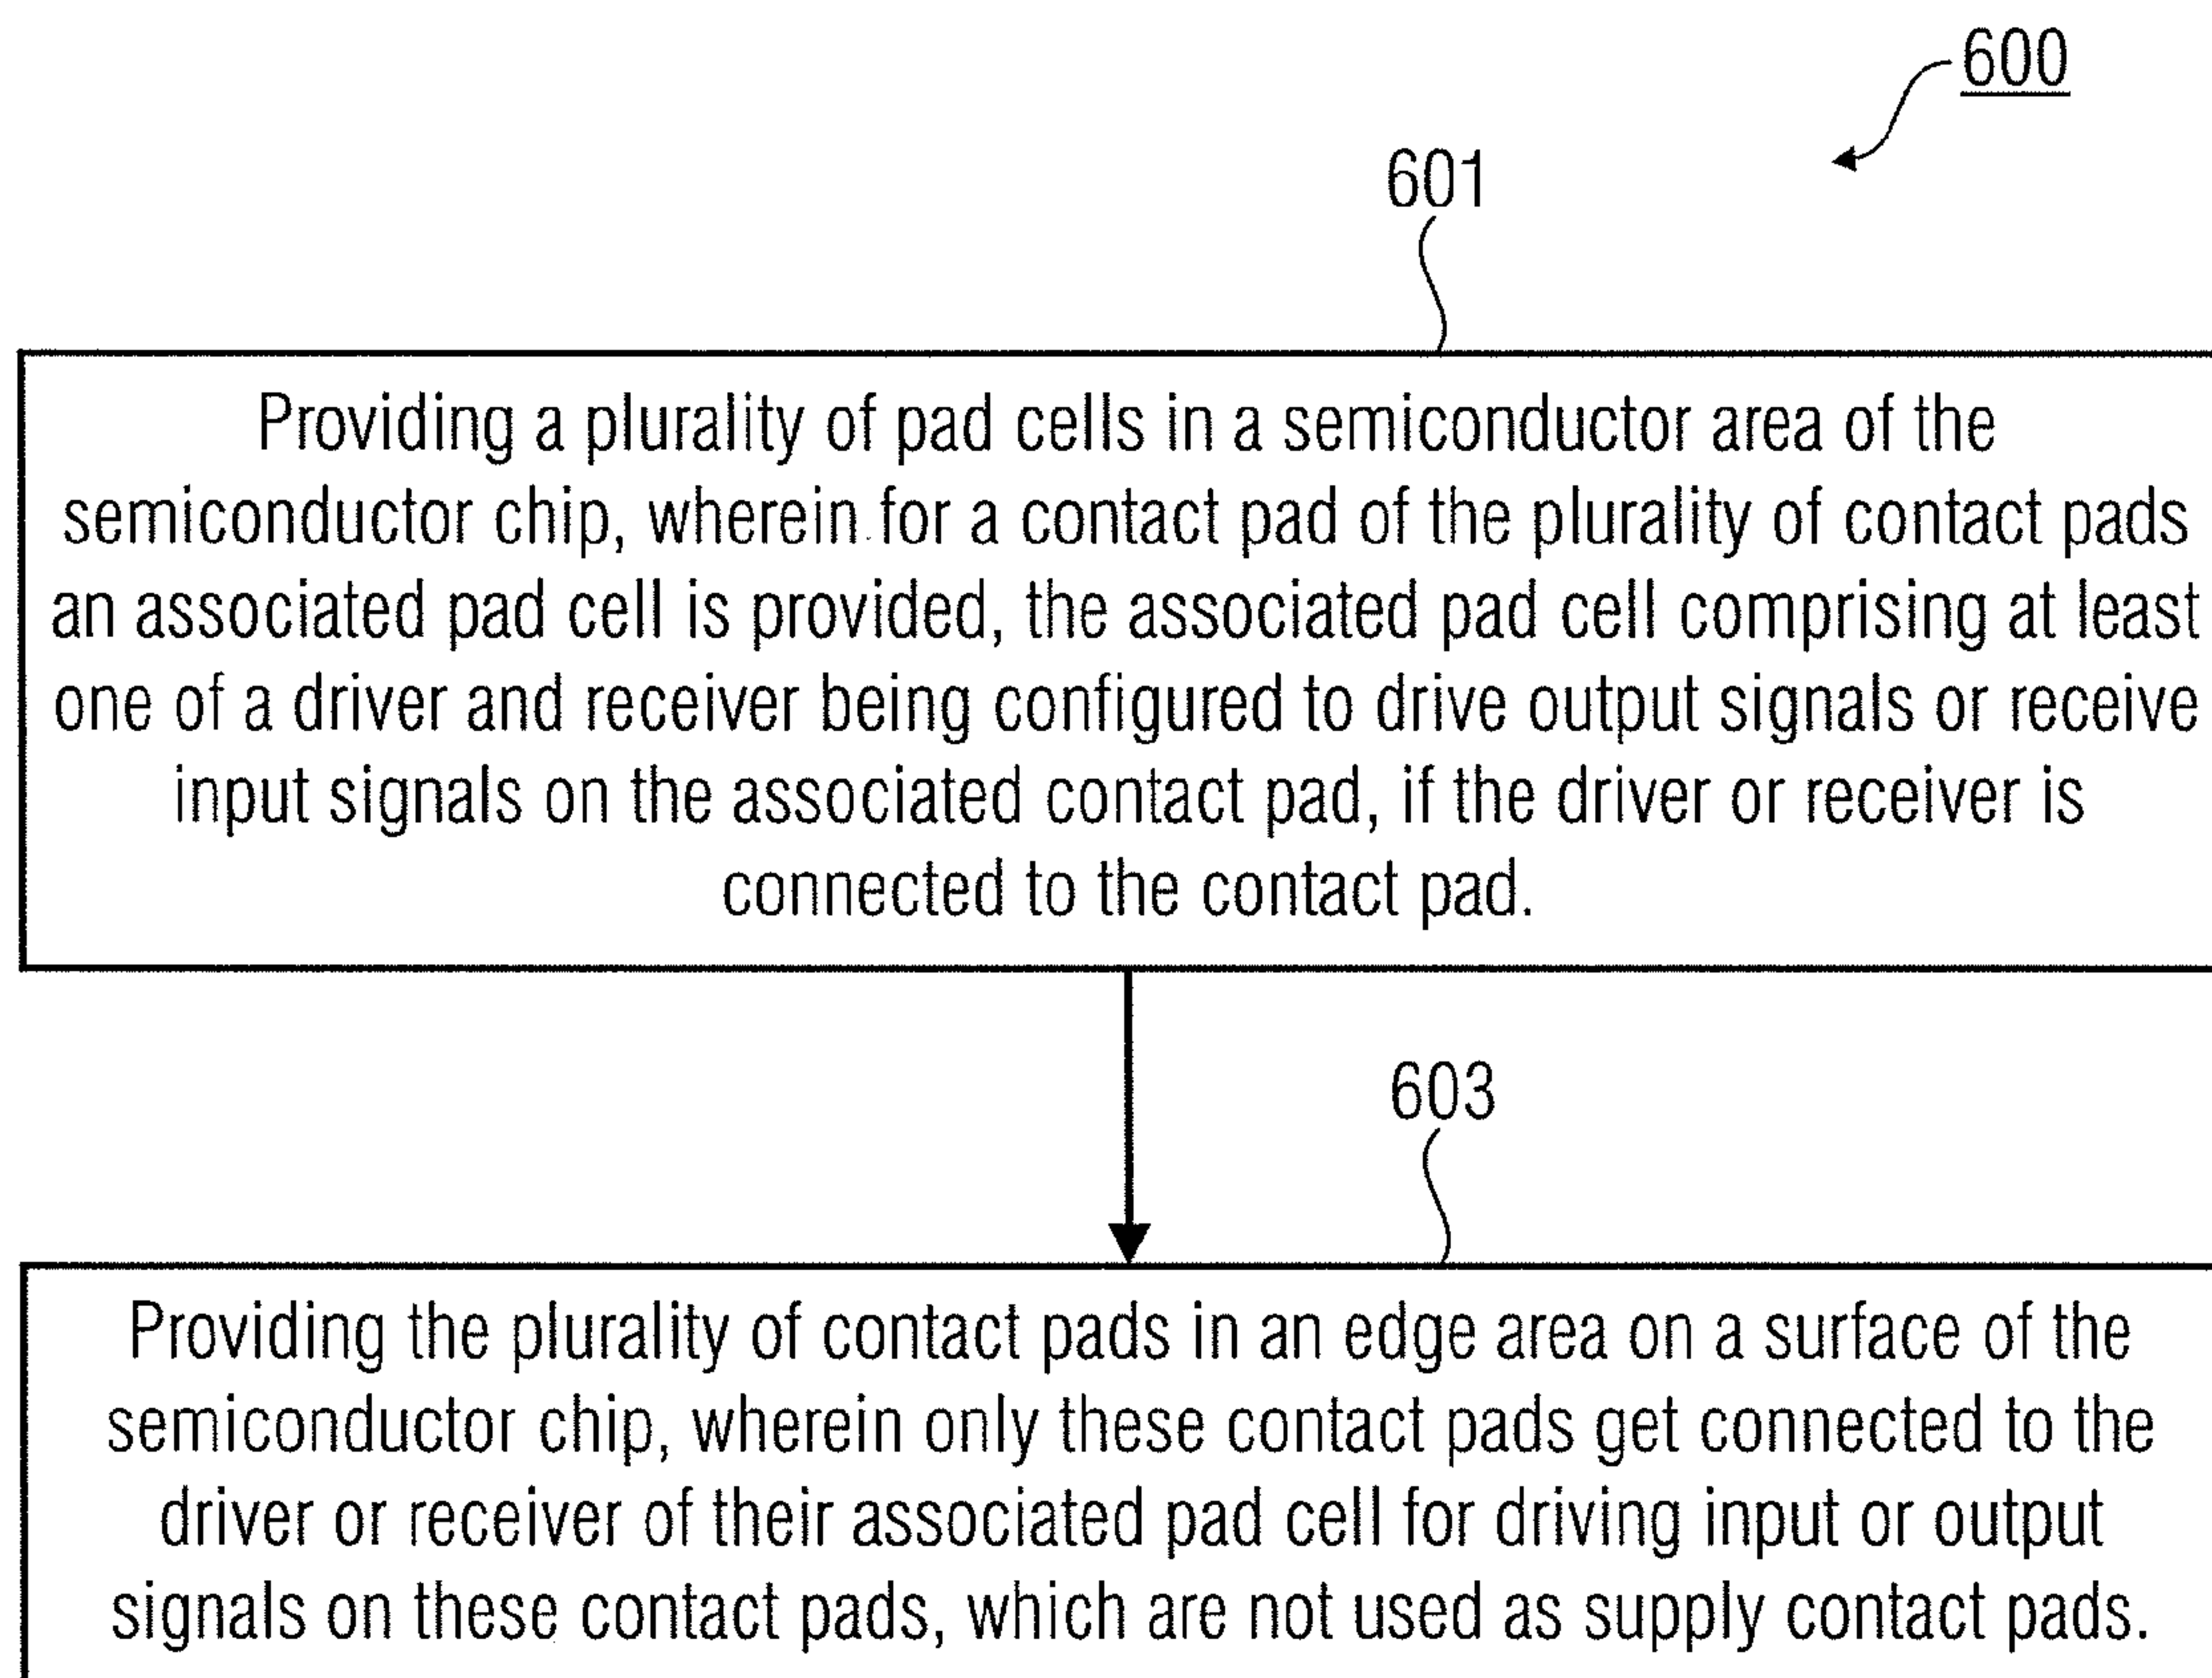 600
601
Providing a plurality of pad cells in a semiconductor area of the
semiconductor chip, wherein for a contact pad of the plurality of contact pads
an associated pad cell is provided, the associated pad cell comprising at least
one of a driver and receiver being configured to drive output signals or receive
input signals on the associated contact pad, if the driver or receiver is
connected to the contact pad.
603
Providing the plurality of contact pads in an edge area on a surface of the
semiconductor chip, wherein only these contact pads get connected to the
driver or receiver of their associated pad cell for driving input or output
signals on these contact pads, which are not used as supply contact pads.